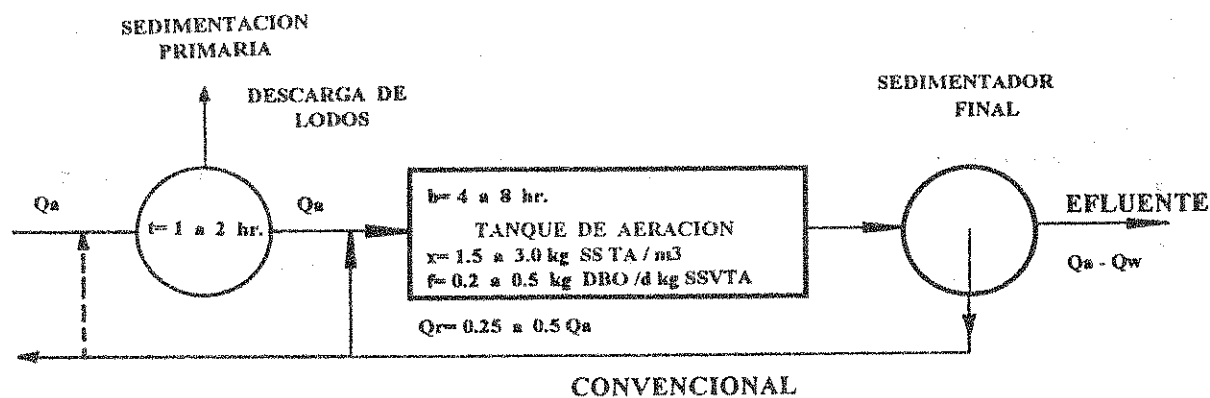 SEDIMENTACION
PRIMARIA
DESCARGA DE
LODOS
SEDIMENTADOR
FINAL
Qa
t= 1 a 2 hr.
Qa
b= 4 a 8 hr.
TANQUE DE AERACION
x= 1.5 a 3.0 kg SS TA / m3
f= 0.2 a 0.5 kg DBO /d kg SSVTA
EFLUENTE
Qa - Qw
Qr= 0.25 a 0.5 Qa
CONVENCIONAL